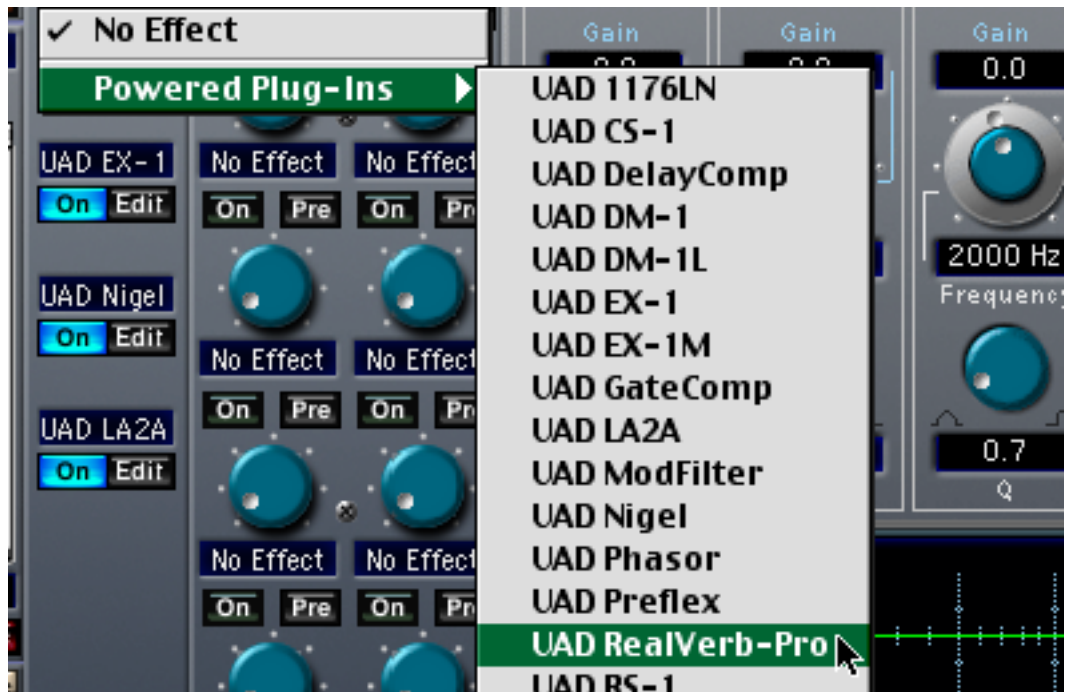 ✓ No Effect
Powered Plug-Ins
UAD 1176LN
UAD CS-1
UAD DelayComp
UAD DM-1
UAD DM-1L
UAD EX-1
UAD EX-1M
UAD GateComp
UAD LA2A
UAD ModFilter
UAD Nigel
UAD Phasor
UAD Preflex
UAD RealVerb-Pro
UAD RS-1
UAD EX-1
On Edit
UAD Nigel
On Edit
UAD LA2A
On Edit
No Effect No Effect
On Pre On
No Effect No Effect
On Pre On
No Effect No Effect
On Pre On
Gain Gain Gain
0.0
2000 Hz
Frequency
0.7
Q